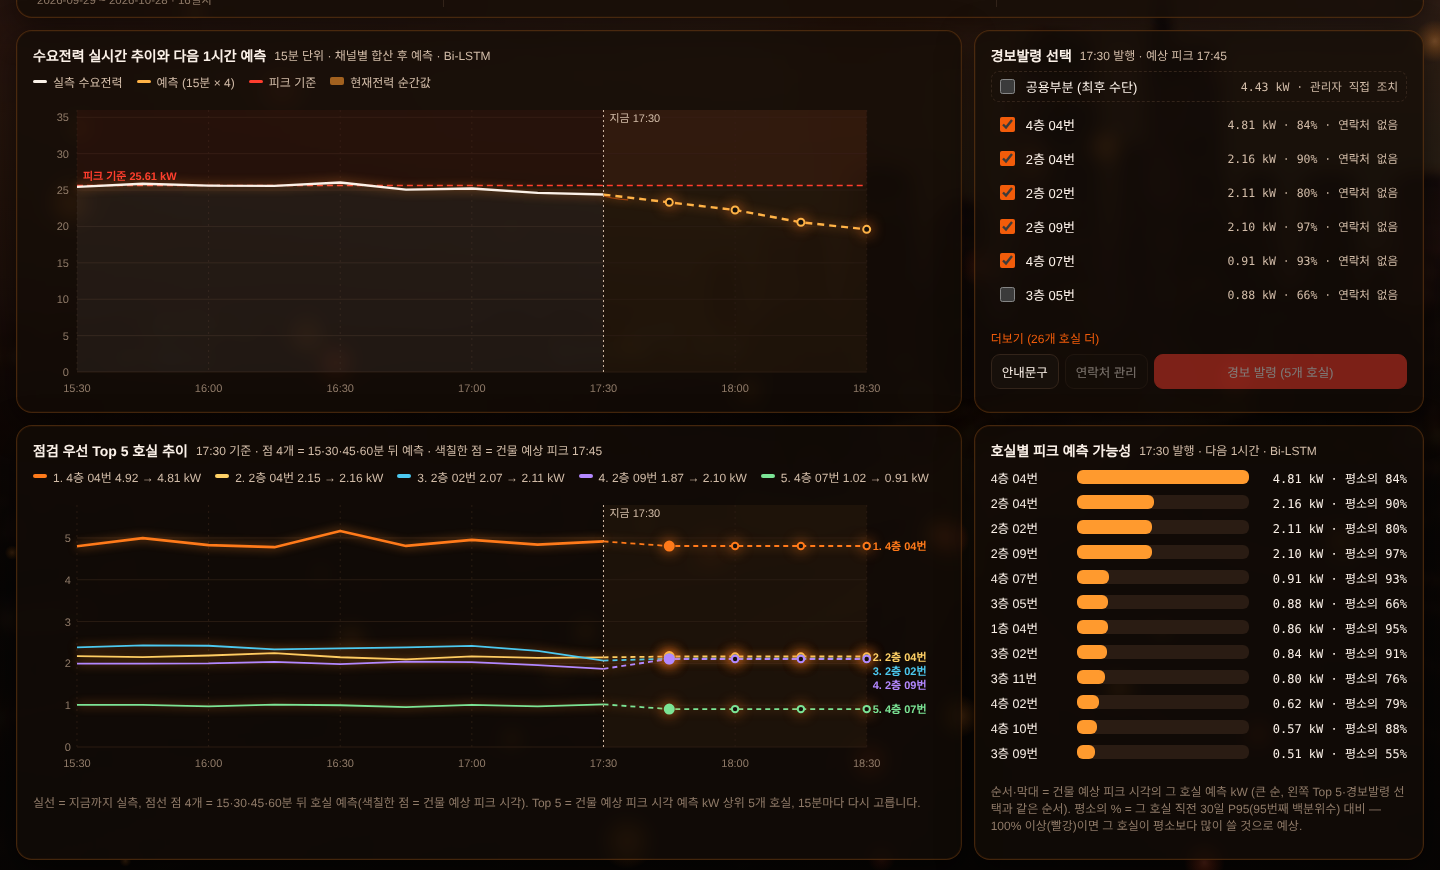 2026-09-29 ~ 2026-10-28 · 16일치
수요전력 실시간 추이와 다음 1시간 예측 15분 단위 · 채널별 합산 후 예측 · Bi-LSTM
실측 수요전력 예측 (15분 × 4) 피크 기준 현재전력 순간값
35
30
25
20
15
10
5
0
피크 기준 25.61 kW
지금 17:30
15:30 16:00 16:30 17:00 17:30 18:00 18:30
경보발령 선택 17:30 발행 · 예상 피크 17:45
공용부분 (최후 수단) 4.43 kW · 관리자 직접 조치
4층 04번 4.81 kW · 84% · 연락처 없음
2층 04번 2.16 kW · 90% · 연락처 없음
2층 02번 2.11 kW · 80% · 연락처 없음
2층 09번 2.10 kW · 97% · 연락처 없음
4층 07번 0.91 kW · 93% · 연락처 없음
3층 05번 0.88 kW · 66% · 연락처 없음
더보기 (26개 호실 더)
안내문구 연락처 관리 경보 발령 (5개 호실)
점검 우선 Top 5 호실 추이 17:30 기준 · 점 4개 = 15·30·45·60분 뒤 예측 · 색칠한 점 = 건물 예상 피크 17:45
1. 4층 04번 4.92 → 4.81 kW 2. 2층 04번 2.15 → 2.16 kW 3. 2층 02번 2.07 → 2.11 kW 4. 2층 09번 1.87 → 2.10 kW 5. 4층 07번 1.02 → 0.91 kW
5
4
3
2
1
0
지금 17:30
1. 4층 04번
2. 2층 04번
3. 2층 02번
4. 2층 09번
5. 4층 07번
15:30 16:00 16:30 17:00 17:30 18:00 18:30
실선 = 지금까지 실측, 점선 점 4개 = 15·30·45·60분 뒤 호실 예측(색칠한 점 = 건물 예상 피크 시각). Top 5 = 건물 예상 피크 시각 예측 kW 상위 5개 호실, 15분마다 다시 고릅니다.
호실별 피크 예측 가능성 17:30 발행 · 다음 1시간 · Bi-LSTM
4층 04번 4.81 kW · 평소의 84%
2층 04번 2.16 kW · 평소의 90%
2층 02번 2.11 kW · 평소의 80%
2층 09번 2.10 kW · 평소의 97%
4층 07번 0.91 kW · 평소의 93%
3층 05번 0.88 kW · 평소의 66%
1층 04번 0.86 kW · 평소의 95%
3층 02번 0.84 kW · 평소의 91%
3층 11번 0.80 kW · 평소의 76%
4층 02번 0.62 kW · 평소의 79%
4층 10번 0.57 kW · 평소의 88%
3층 09번 0.51 kW · 평소의 55%
순서·막대 = 건물 예상 피크 시각의 그 호실 예측 kW (큰 순, 왼쪽 Top 5·경보발령 선
택과 같은 순서). 평소의 % = 그 호실 직전 30일 P95(95번째 백분위수) 대비 —
100% 이상(빨강)이면 그 호실이 평소보다 많이 쓸 것으로 예상.